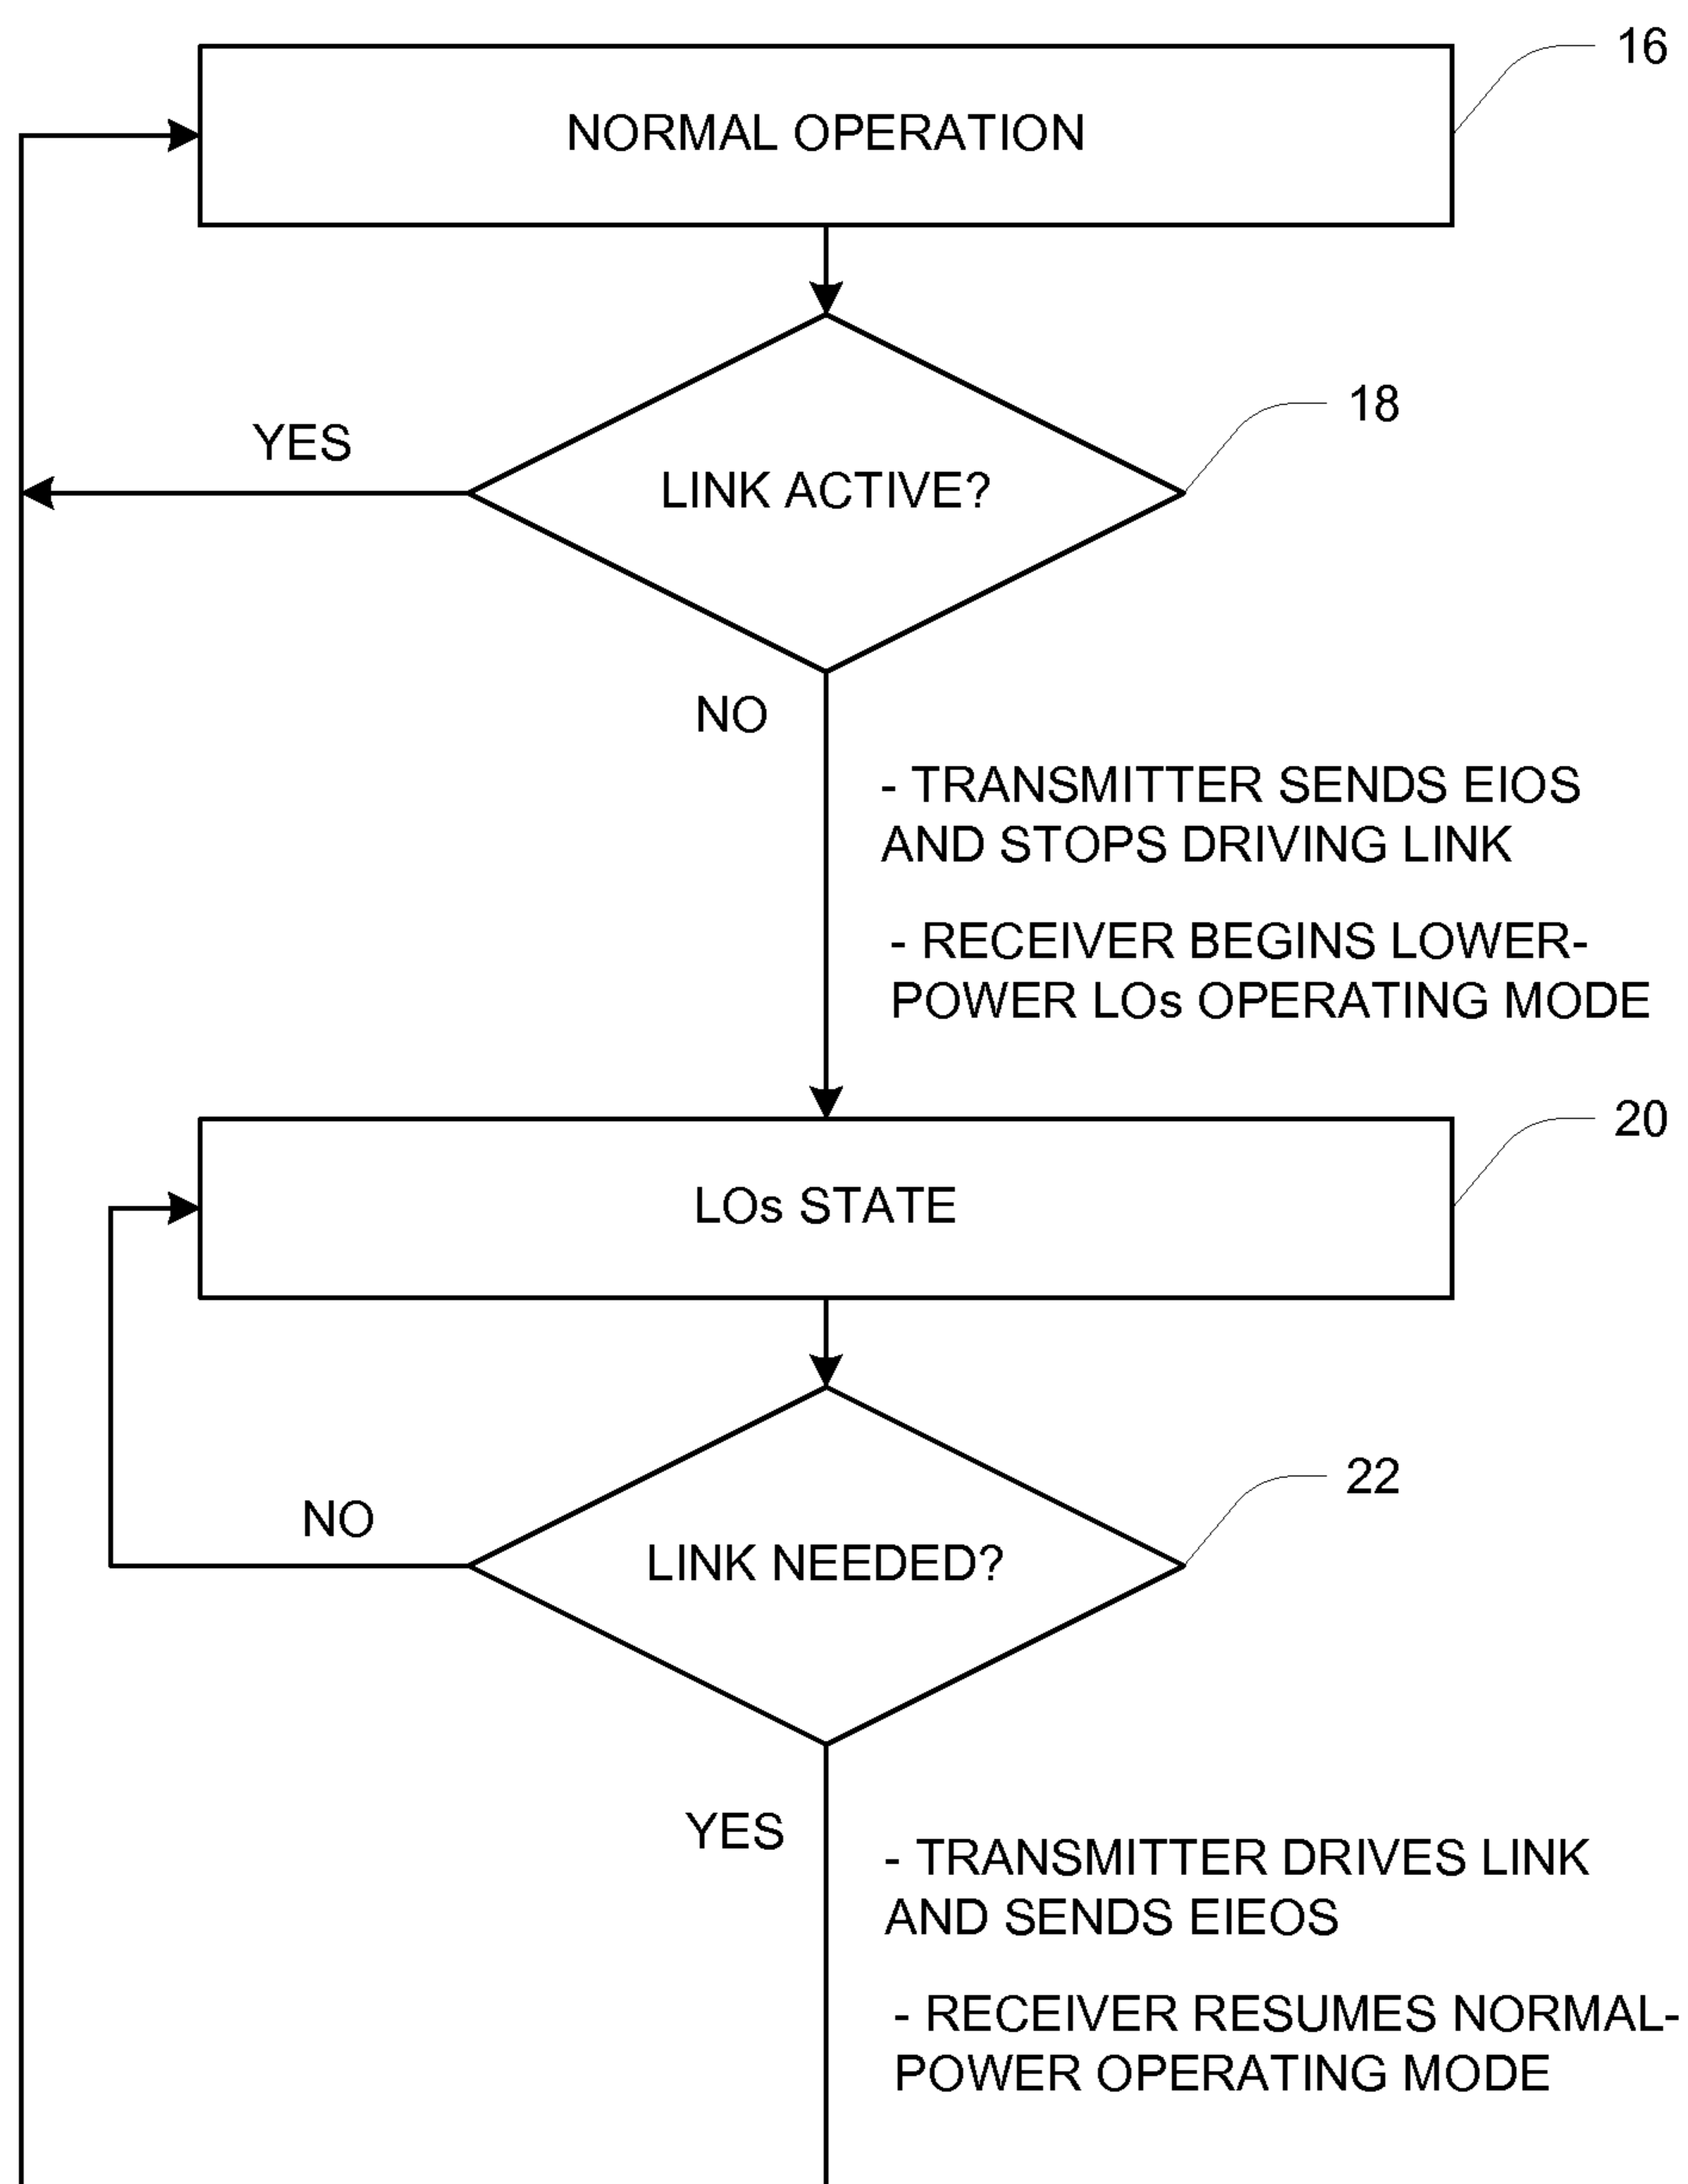 16
NORMAL OPERATION
18
YES
LINK ACTIVE?
NO
- TRANSMITTER SENDS EIOS
AND STOPS DRIVING LINK
- RECEIVER BEGINS LOWER-
POWER LOs OPERATING MODE
20
LOs STATE
22
NO
LINK NEEDED?
YES
- TRANSMITTER DRIVES LINK
AND SENDS EIEOS
- RECEIVER RESUMES NORMAL-
POWER OPERATING MODE